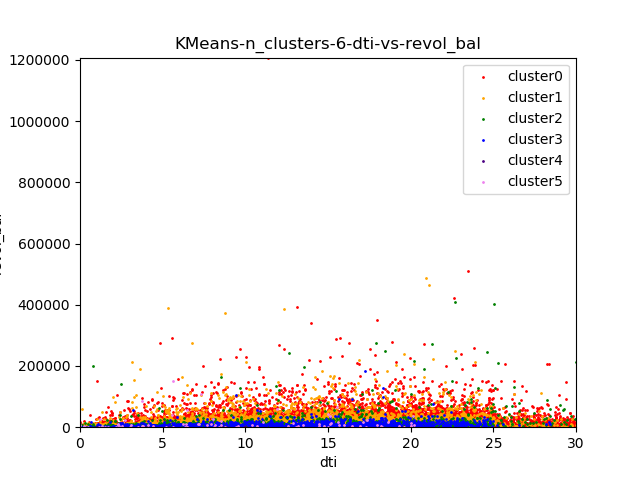 KMeans-n_clusters-6-dti-vs-revol_bal
1200000
1000000
800000
600000
400000
200000
0
cluster0
cluster1
cluster2
cluster3
cluster4
cluster5
revol_bal
0 5 10 15 20 25 30
dti